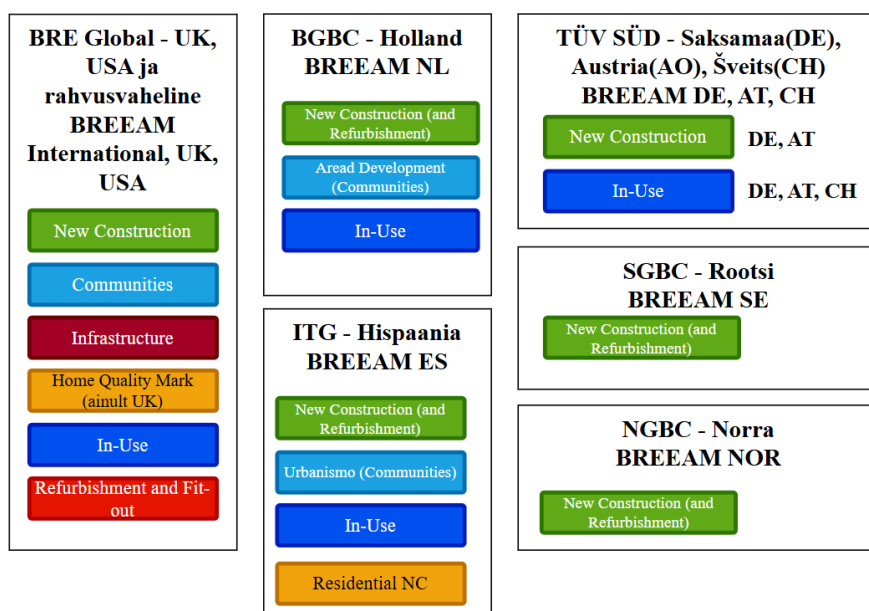 BRE Global - UK,
USA ja
rahvusvaheline
BREEAM
International, UK,
USA
New Construction
Communities
Infrastructure
Home Quality Mark
(ainult UK)
In-Use
Refurbishment and Fit-
out
BGBC - Holland
BREEAM NL
New Construction (and
Refurbishment)
Aread Development
(Communities)
In-Use
ITG - Hispaania
BREEAM ES
New Construction (and
Refurbishment)
Urbanismo (Communities)
In-Use
Residential NC
TÜV SÜD - Saksamaa(DE),
Austria(AO), Šveits(CH)
BREEAM DE, AT, CH
New Construction DE, AT
In-Use DE, AT, CH
SGBC - Rootsi
BREEAM SE
New Construction (and
Refurbishment)
NGBC - Norra
BREEAM NOR
New Construction (and
Refurbishment)